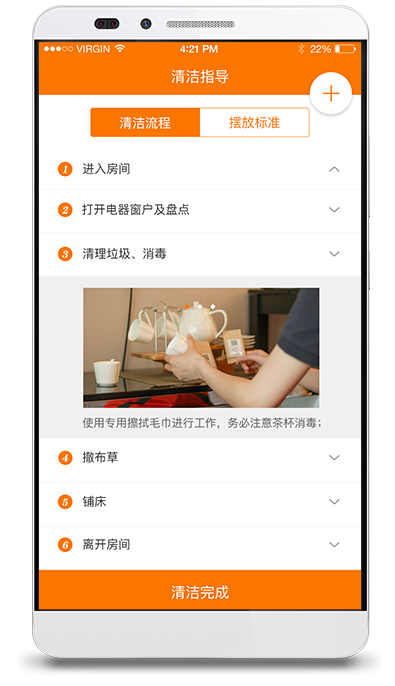 VIRGIN 4:21 PM 22%
清洁指导
清洁流程 摆放标准
1 进入房间
2 打开电器窗户及盘点
3 清理垃圾、消毒
使用专用擦拭毛巾进行工作，务必注意茶杯消毒；
4 撤布草
5 铺床
6 离开房间
清洁完成